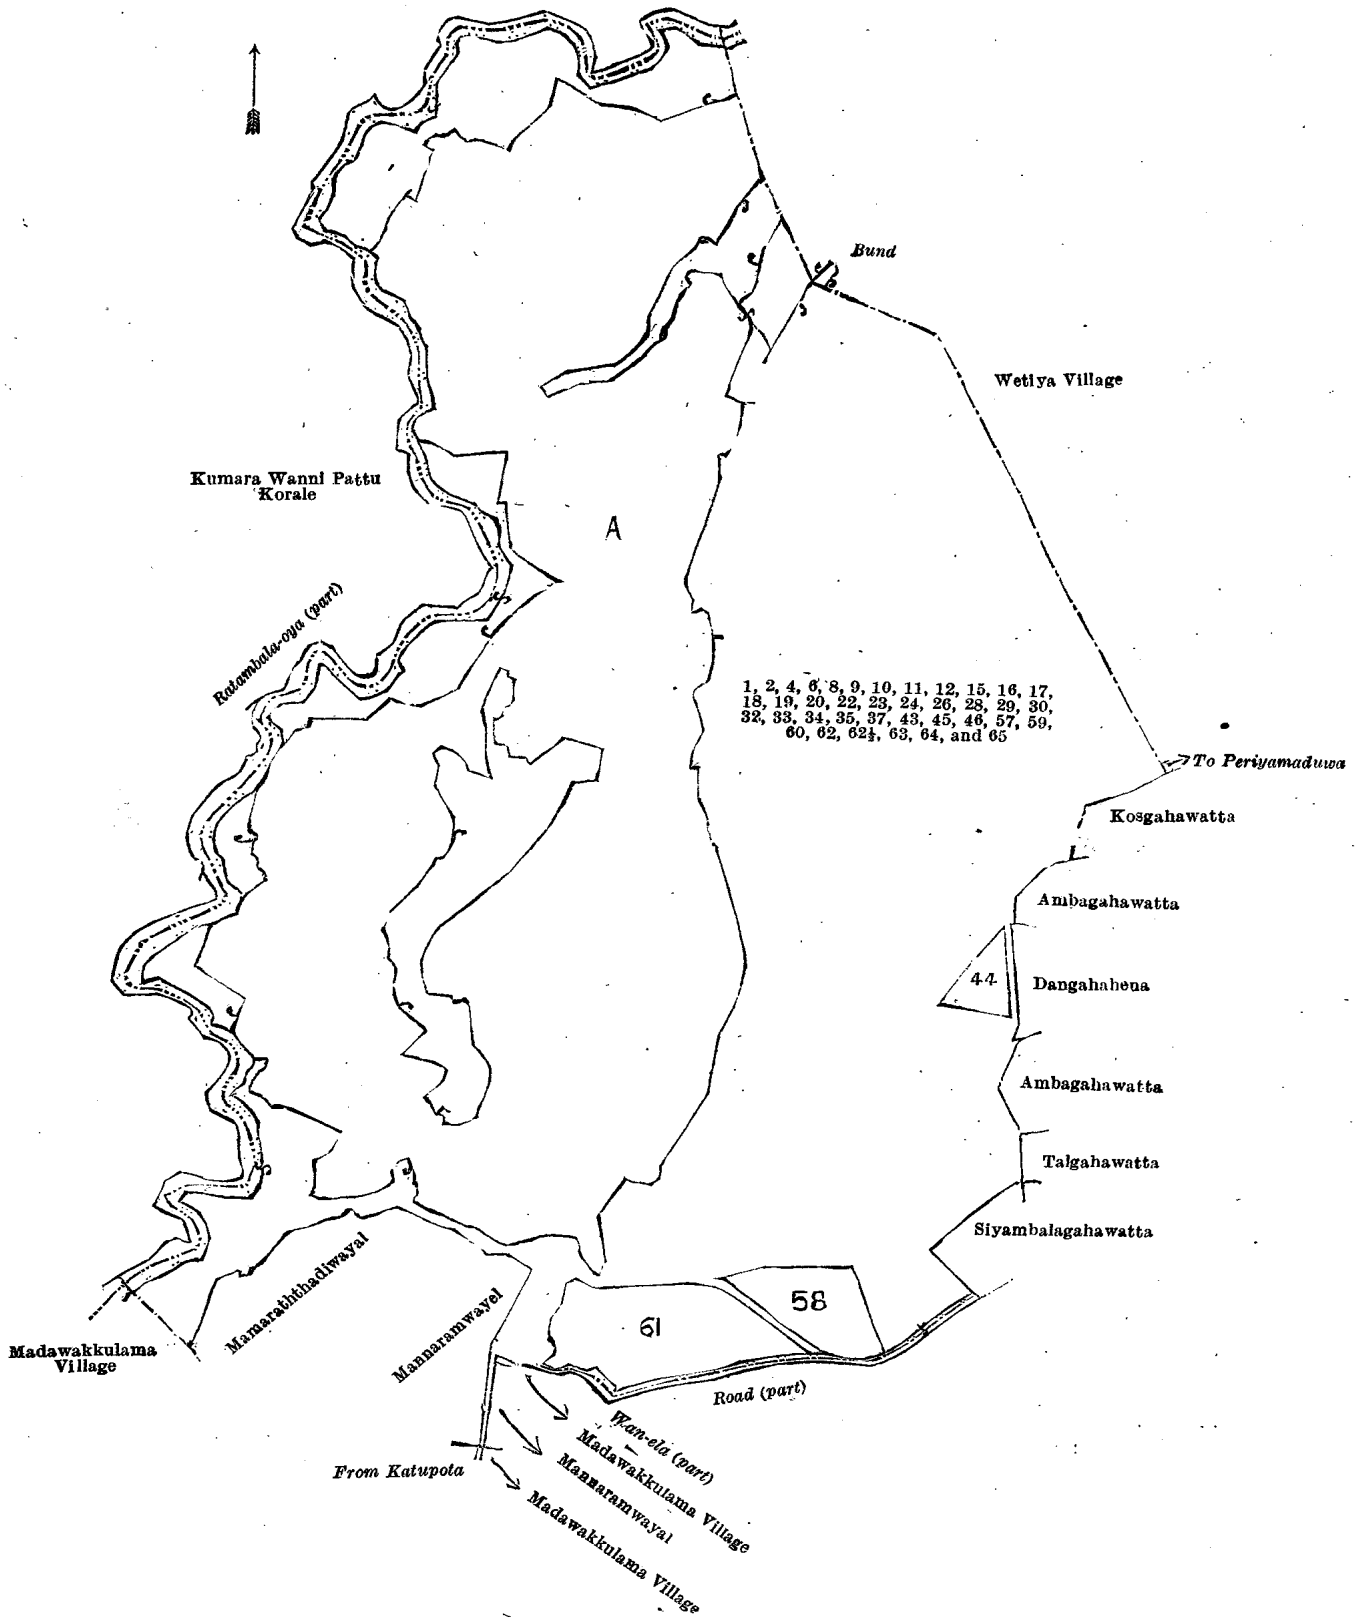 Bund
Wetiya Village
Kumara Wanni Pattu
Korale
A
Ratambala-oya (part)
1, 2, 4, 6, 8, 9, 10, 11, 12, 15, 16, 17,
18, 19, 20, 22, 23, 24, 26, 28, 29, 30,
32, 33, 34, 35, 37, 43, 45, 46, 57, 59,
60, 62, 62½, 63, 64, and 65
To Periyamaduwa
Kosgahawatta
Ambagahawatta
44
Dangahahena
Ambagahawatta
Talgahawatta
Siyambalagahawatta
Mamaraththadiwayal
Mannaramwayel
58
61
Madawakkulama
Village
Road (part)
Wan-ela (part)
Madawakkulama Village
Mannaramwayal
Madawakkulama Village
From Katupota